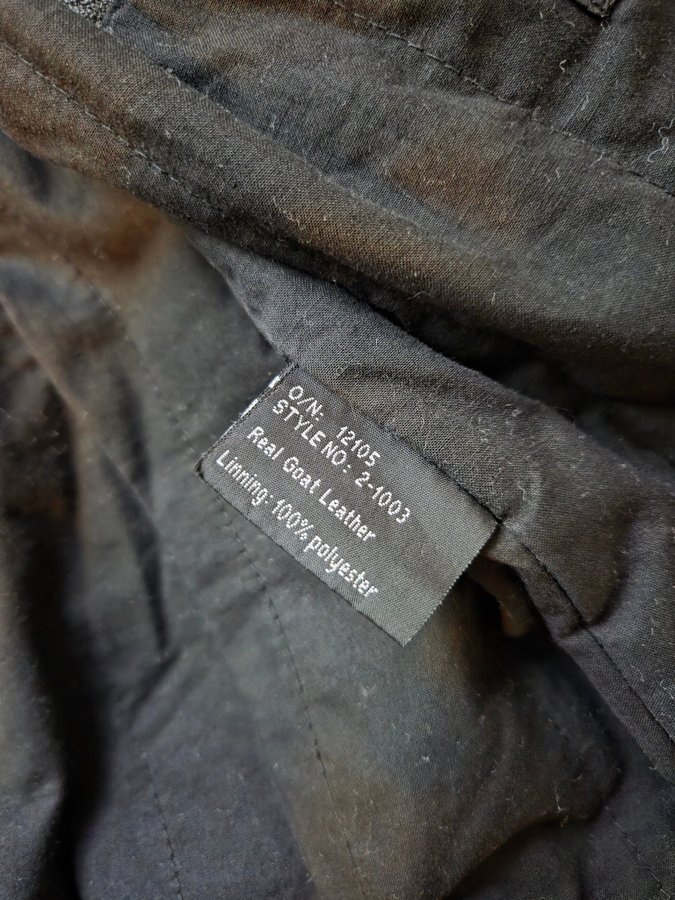 O/N: 12105
STYLE NO: 2-1003
Real Goat Leather
Linning: 100% polyester